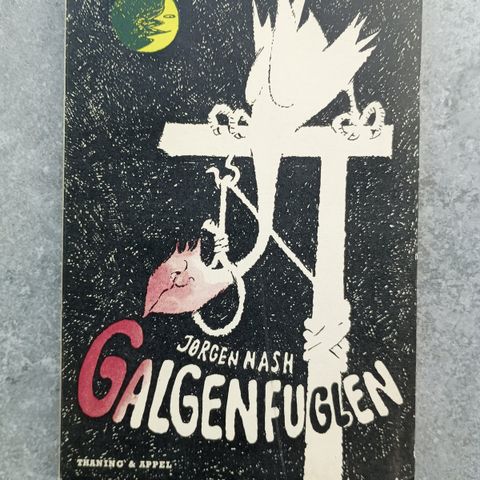 JØRGEN NASH
GALGENFUGLEN
THANING & APPEL